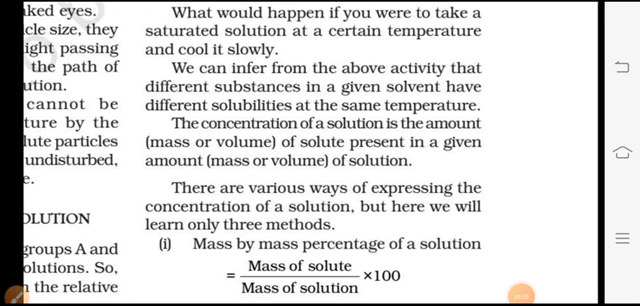 ked eyes.
cle size, they
ight passing
the path of
ution.
cannot be
ture by the
lute particles
undisturbed,
e.
OLUTION
groups A and
olutions. So,
the relative
What would happen if you were to take a
saturated solution at a certain temperature
and cool it slowly.
We can infer from the above activity that
different substances in a given solvent have
different solubilities at the same temperature.
The concentration of a solution is the amount
(mass or volume) of solute present in a given
amount (mass or volume) of solution.
There are various ways of expressing the
concentration of a solution, but here we will
learn only three methods.
(i) Mass by mass percentage of a solution
= Mass of solute
Mass of solution ×100